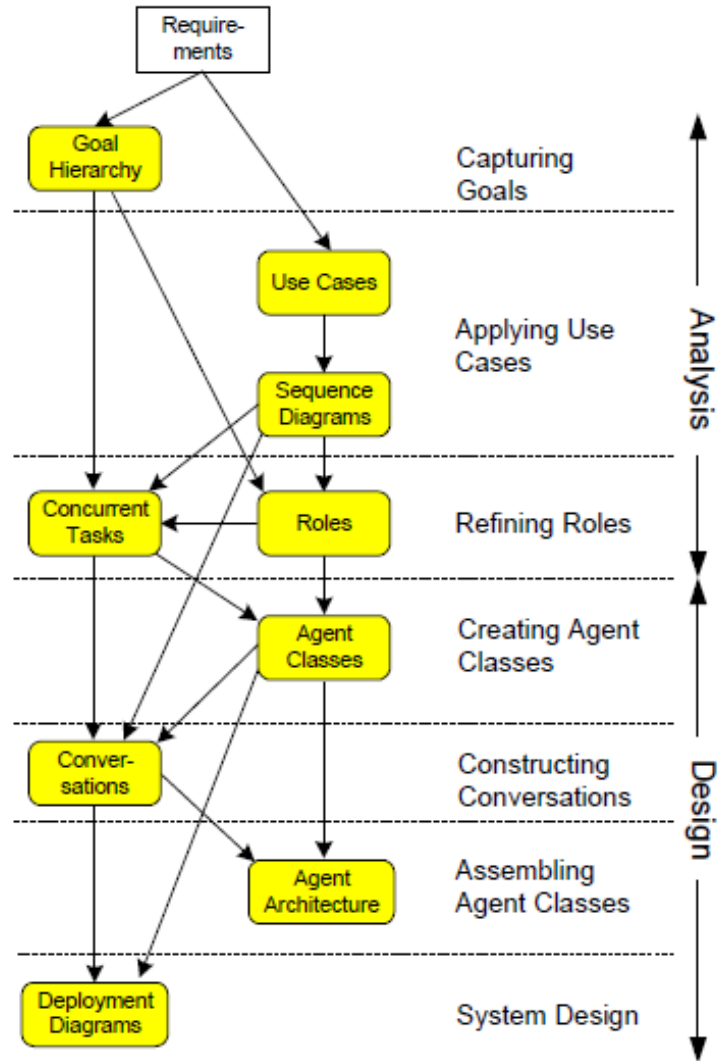 Require-
ments
Goal
Hierarchy
Capturing
Goals
Use Cases
Applying Use
Cases
Sequence
Diagrams
Analysis
Concurrent
Tasks
Roles
Refining Roles
Agent
Classes
Creating Agent
Classes
Conver-
sations
Constructing
Conversations
Design
Agent
Architecture
Assembling
Agent Classes
Deployment
Diagrams
System Design